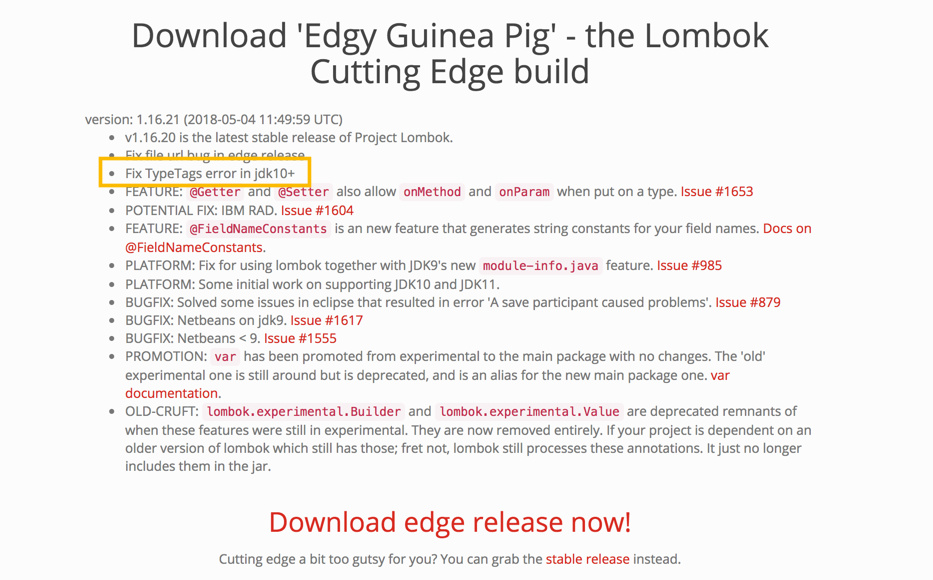 Download 'Edgy Guinea Pig' - the Lombok
Cutting Edge build
version: 1.16.21 (2018-05-04 11:49:59 UTC)
• v1.16.20 is the latest stable release of Project Lombok.
• Fix file url bug in edge release
• Fix TypeTags error in jdk10+
• FEATURE: @Getter and @Setter also allow onMethod and onParam when put on a type. Issue #1653
• POTENTIAL FIX: IBM RAD. Issue #1604
• FEATURE: @FieldNameConstants is an new feature that generates string constants for your field names. Docs on
@FieldNameConstants.
• PLATFORM: Fix for using lombok together with JDK9's new module-info.java feature. Issue #985
• PLATFORM: Some initial work on supporting JDK10 and JDK11.
• BUGFIX: Solved some issues in eclipse that resulted in error 'A save participant caused problems'. Issue #879
• BUGFIX: Netbeans on jdk9. Issue #1617
• BUGFIX: Netbeans < 9. Issue #1555
• PROMOTION: var has been promoted from experimental to the main package with no changes. The 'old'
experimental one is still around but is deprecated, and is an alias for the new main package one. var
documentation.
• OLD-CRUFT: lombok.experimental.Builder and lombok.experimental.Value are deprecated remnants of
when these features were still in experimental. They are now removed entirely. If your project is dependent on an
older version of lombok which still has those; fret not, lombok still processes these annotations. It just no longer
includes them in the jar.
Download edge release now!
Cutting edge a bit too gutsy for you? You can grab the stable release instead.